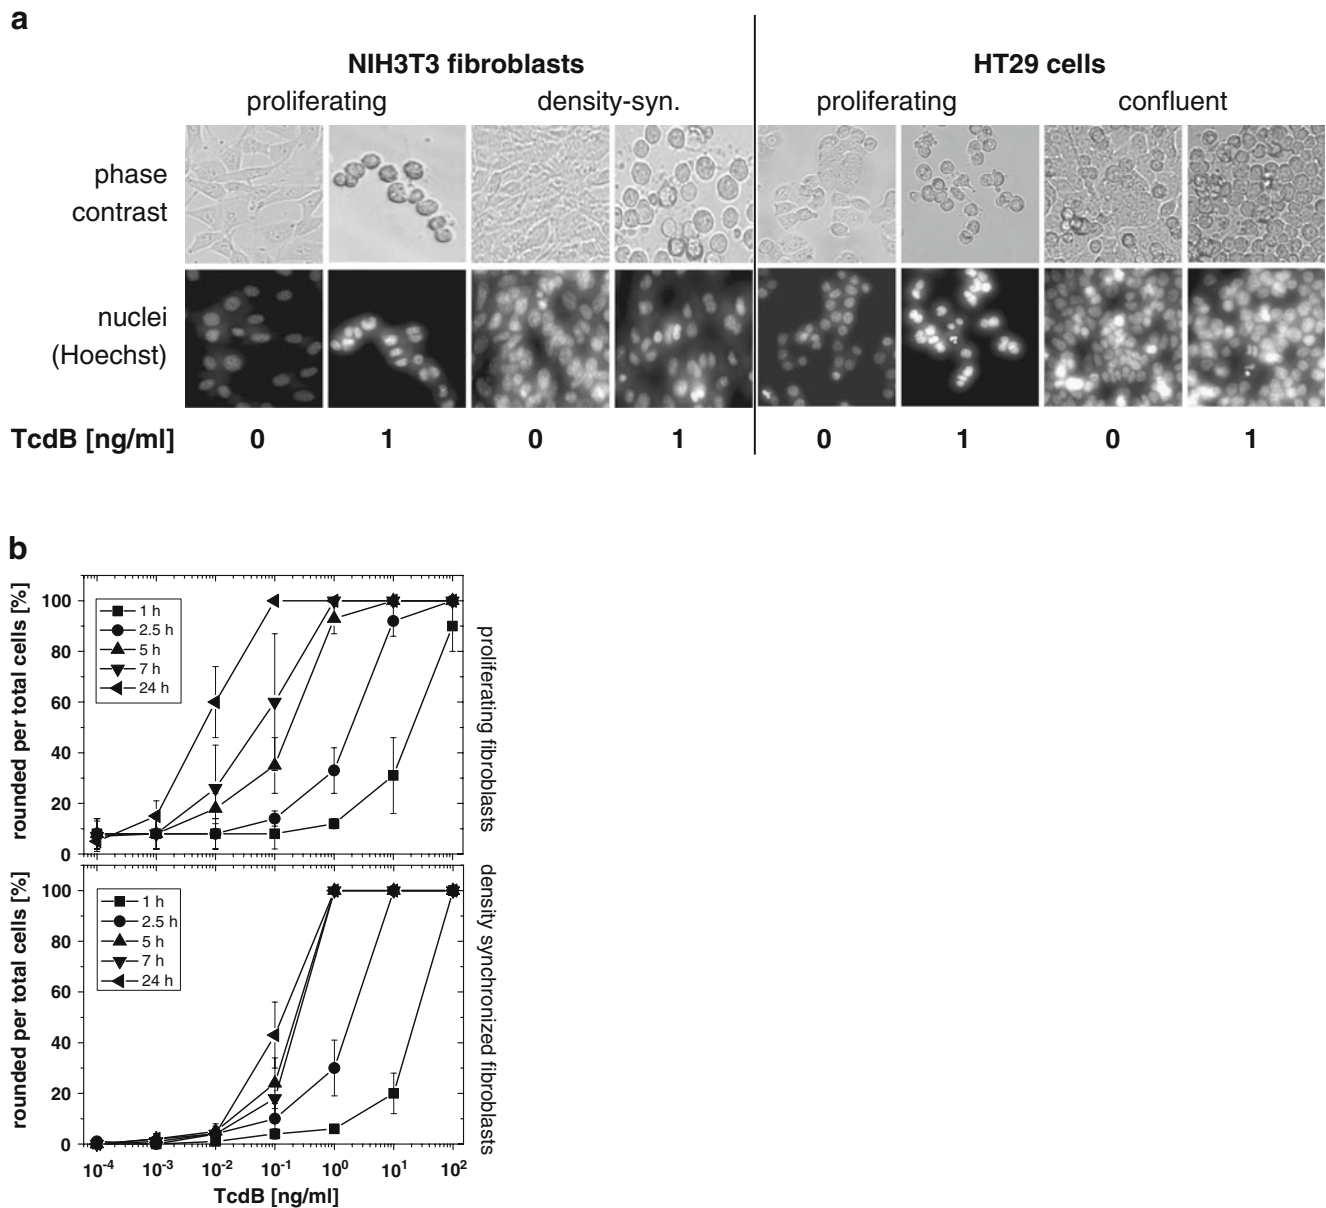 a
NIH3T3 fibroblasts
HT29 cells
proliferating
density-syn.
proliferating
confluent
phase
contrast
nuclei
(Hoechst)
TcdB [ng/ml]
0
1
0
1
0
1
0
1
b
rounded per total cells [%]
100
80
60
40
20
0
1 h
2.5 h
5 h
7 h
24 h
proliferating fibroblasts
rounded per total cells [%]
100
80
60
40
20
0
1 h
2.5 h
5 h
7 h
24 h
density synchronized fibroblasts
10⁻⁴ 10⁻³ 10⁻² 10⁻¹ 10⁰ 10¹ 10²
TcdB [ng/ml]